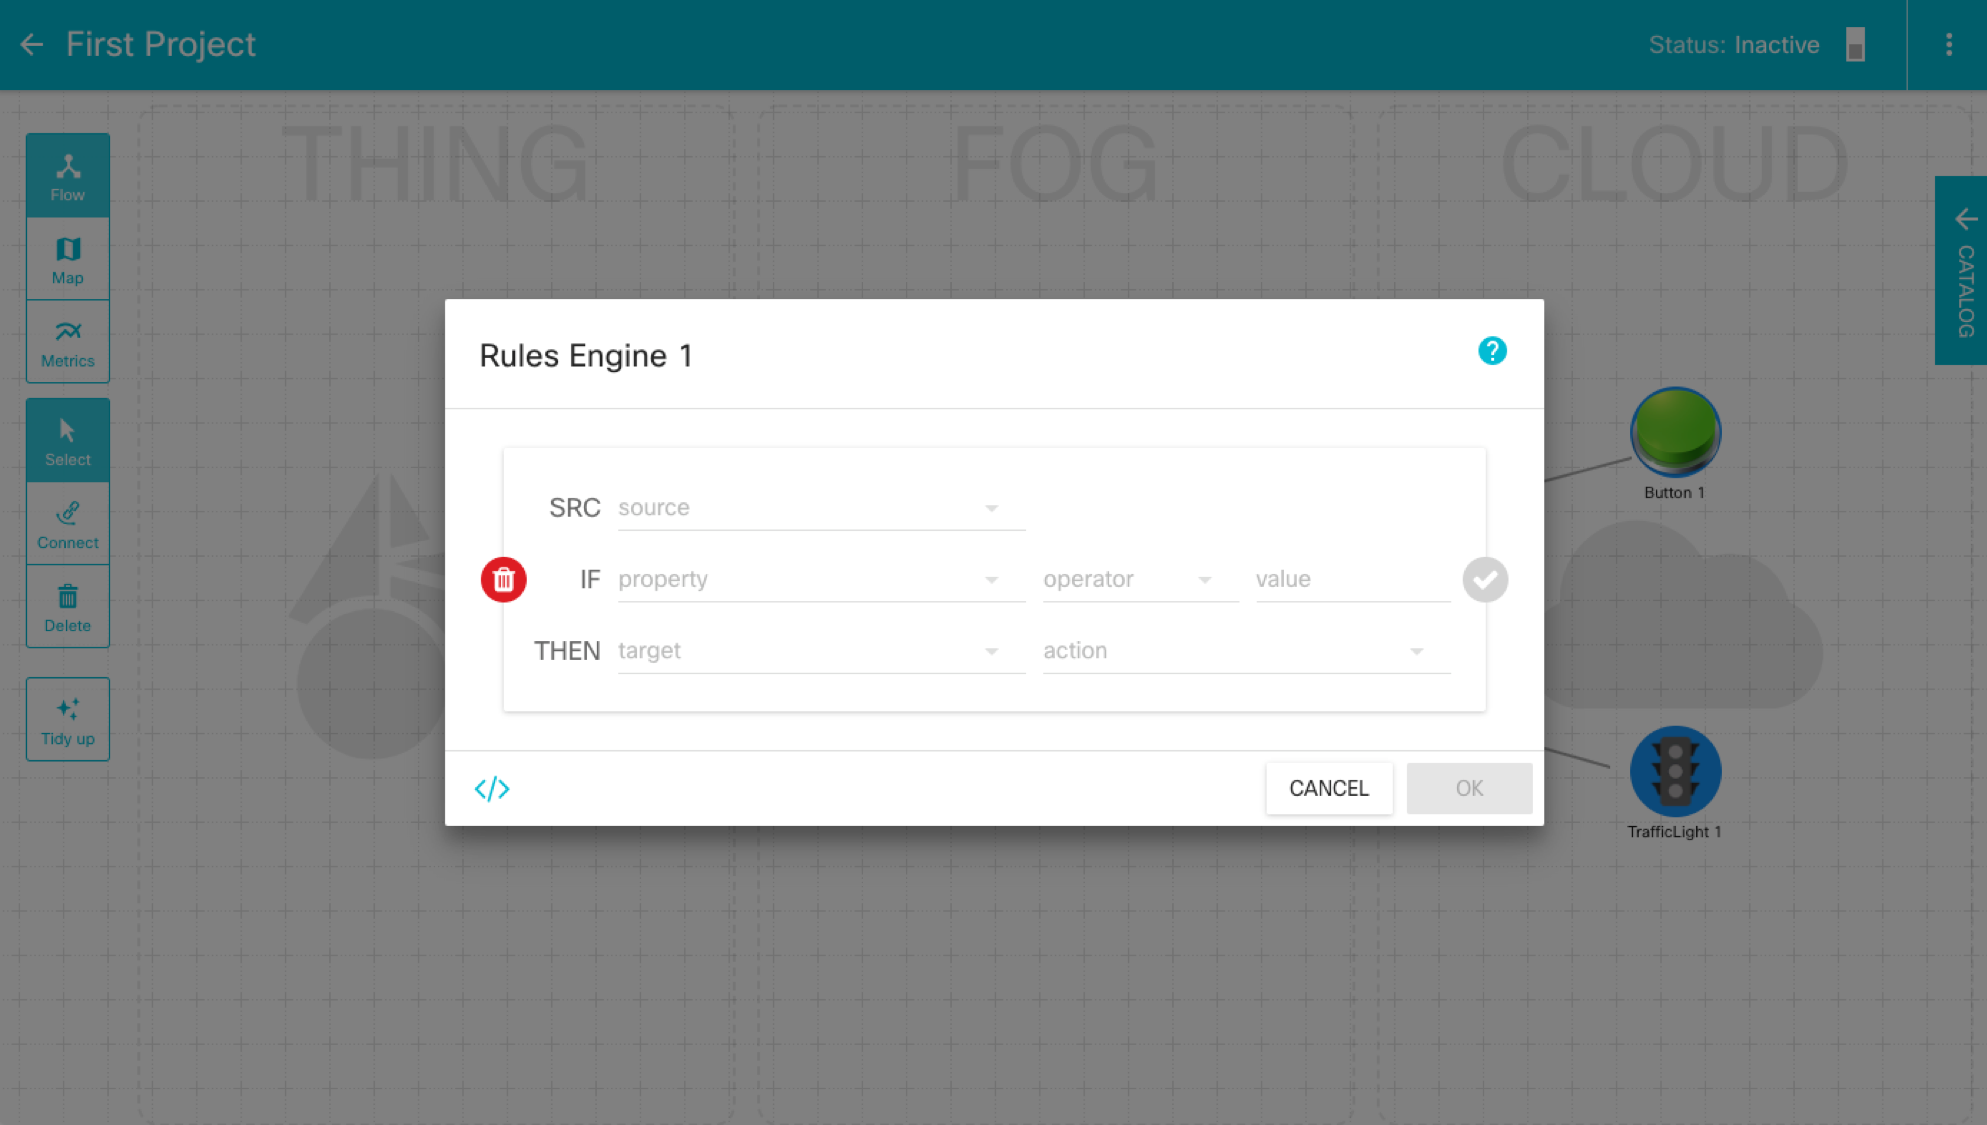 First Project
Status: Inactive
THING
FOG
CLOUD
Flow
Map
Metrics
Select
Connect
Delete
Tidy up
CATALOG
Button 1
TrafficLight 1
Rules Engine 1
?
SRC source
IF property operator value
THEN target action
</>
CANCEL OK